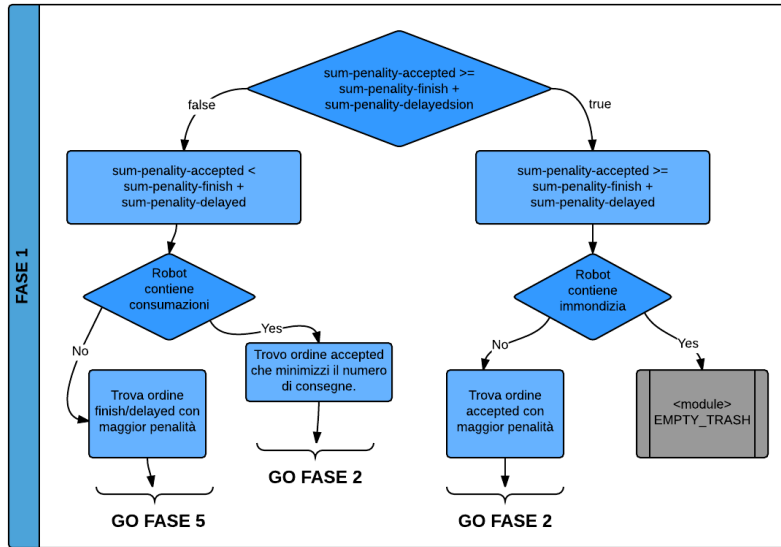 FASE 1
sum-penality-accepted >=
sum-penality-finish +
sum-penality-delayedsion
false
true
sum-penality-accepted <
sum-penality-finish +
sum-penality-delayed
sum-penality-accepted >=
sum-penality-finish +
sum-penality-delayed
Robot
contiene
consumazioni
Robot
contiene
immondizia
No
Yes
No
Yes
Trova ordine
finish/delayed con
maggior penalità
Trovo ordine accepted
che minimizzi il numero
di consegne.
Trova ordine
accepted con
maggior penalità
<module>
EMPTY_TRASH
GO FASE 5
GO FASE 2
GO FASE 2